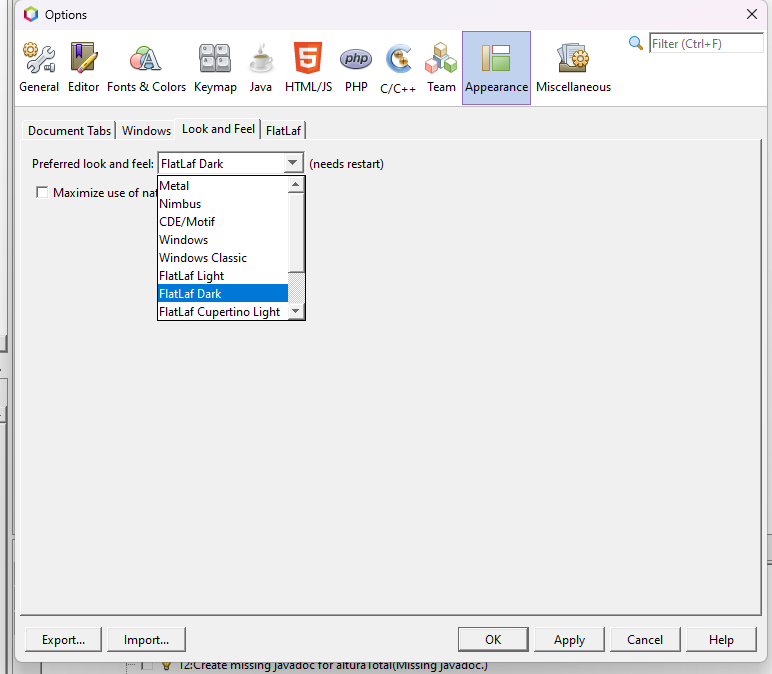 Options
Filter (Ctrl+F)
General Editor Fonts & Colors Keymap Java HTML/JS PHP C/C++ Team Appearance Miscellaneous
Document Tabs Windows Look and Feel FlatLaf
Preferred look and feel: FlatLaf Dark (needs restart)
Maximize use of nat
Metal
Nimbus
CDE/Motif
Windows
Windows Classic
FlatLaf Light
FlatLaf Dark
FlatLaf Cupertino Light
Export... Import... OK Apply Cancel Help
12:Create missing javadoc for alturaTotal(Missing javadoc.)